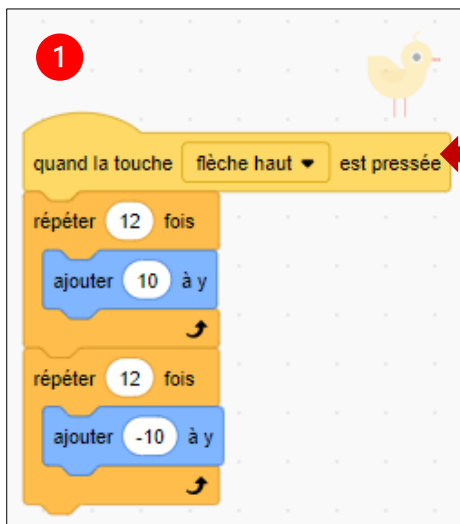 1
quand la touche flèche haut est pressée
répéter 12 fois
ajouter 10 à y
répéter 12 fois
ajouter -10 à y